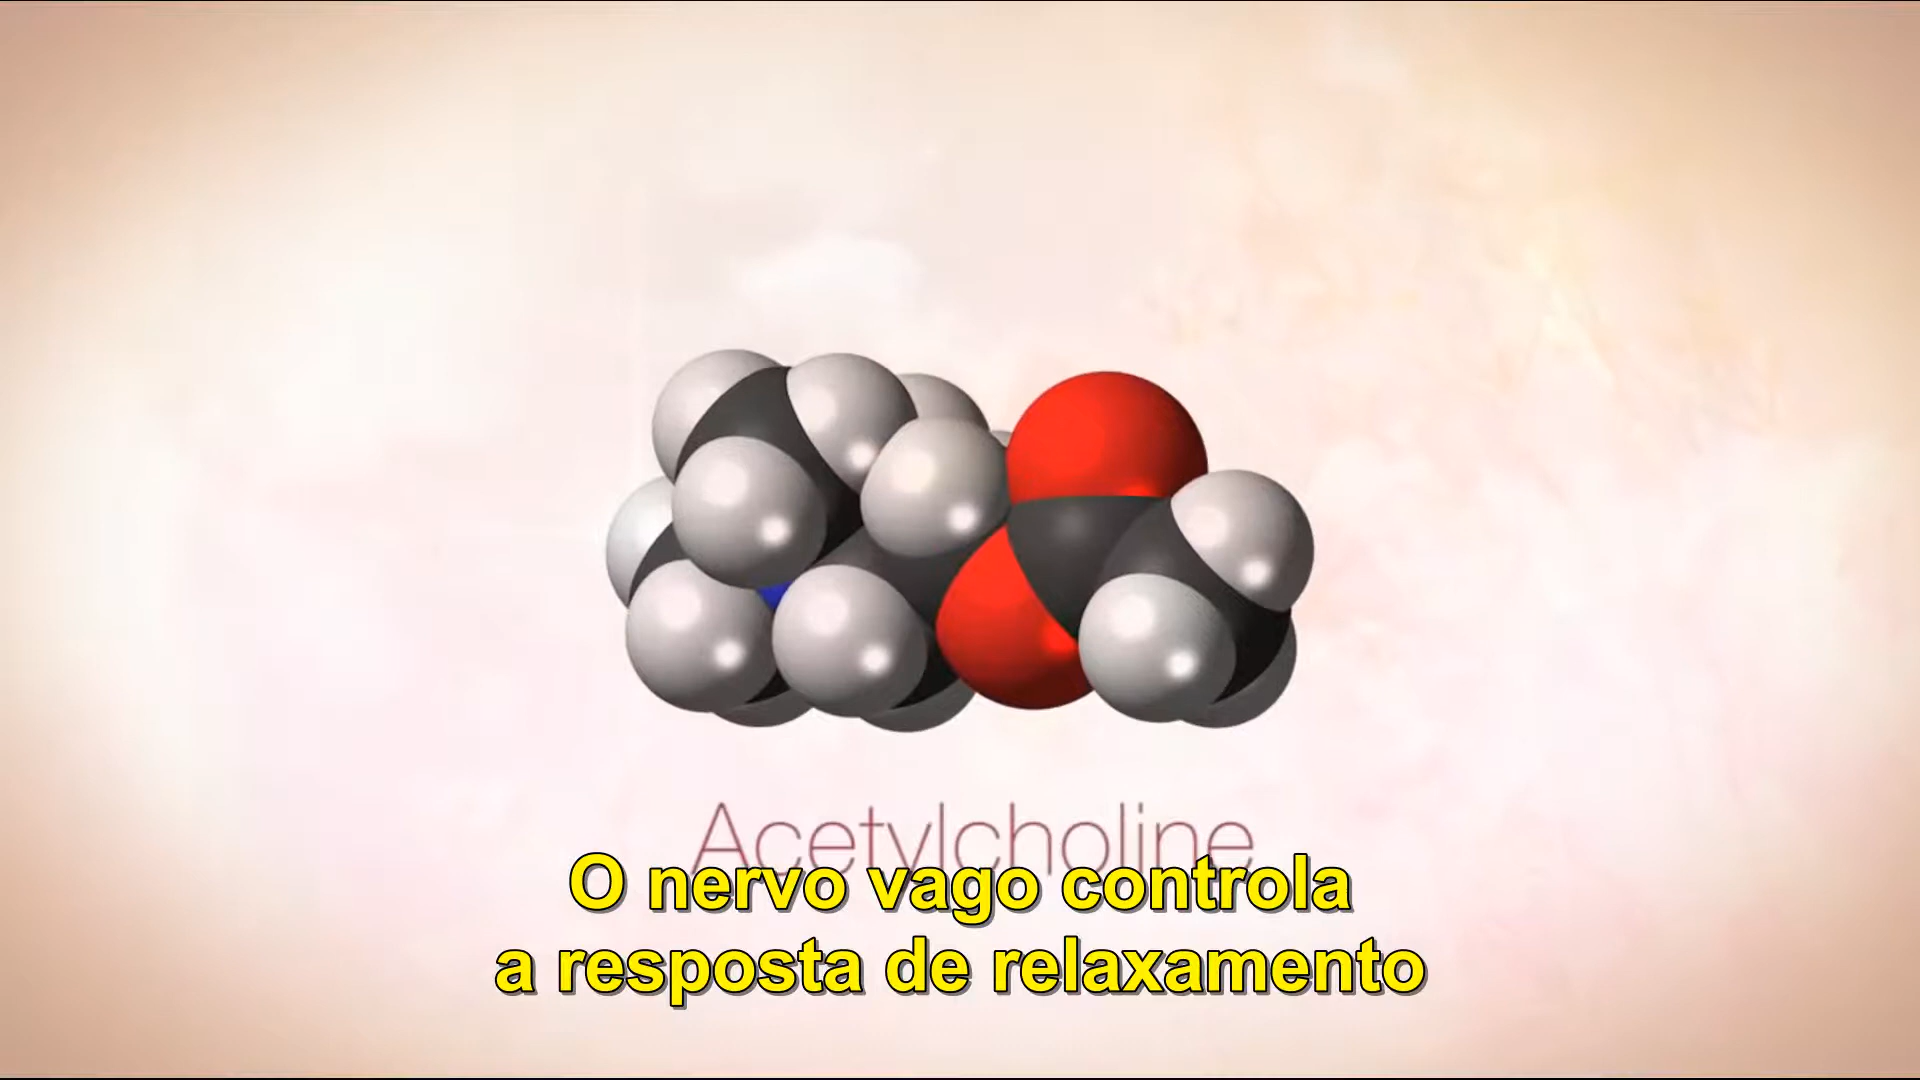 Acetylcholine
O nervo vago controla
a resposta de relaxamento